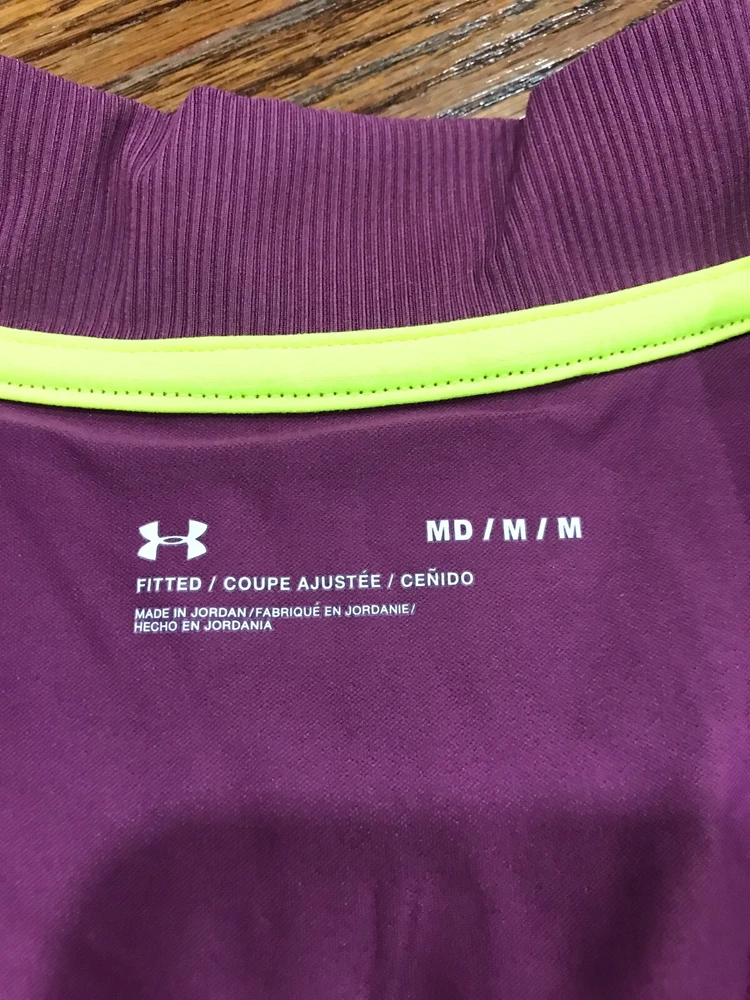 MD / M / M
FITTED / COUPE AJUSTÉE / CEÑIDO
MADE IN JORDAN/FABRIQUÉ EN JORDANIE/
HECHO EN JORDANIA